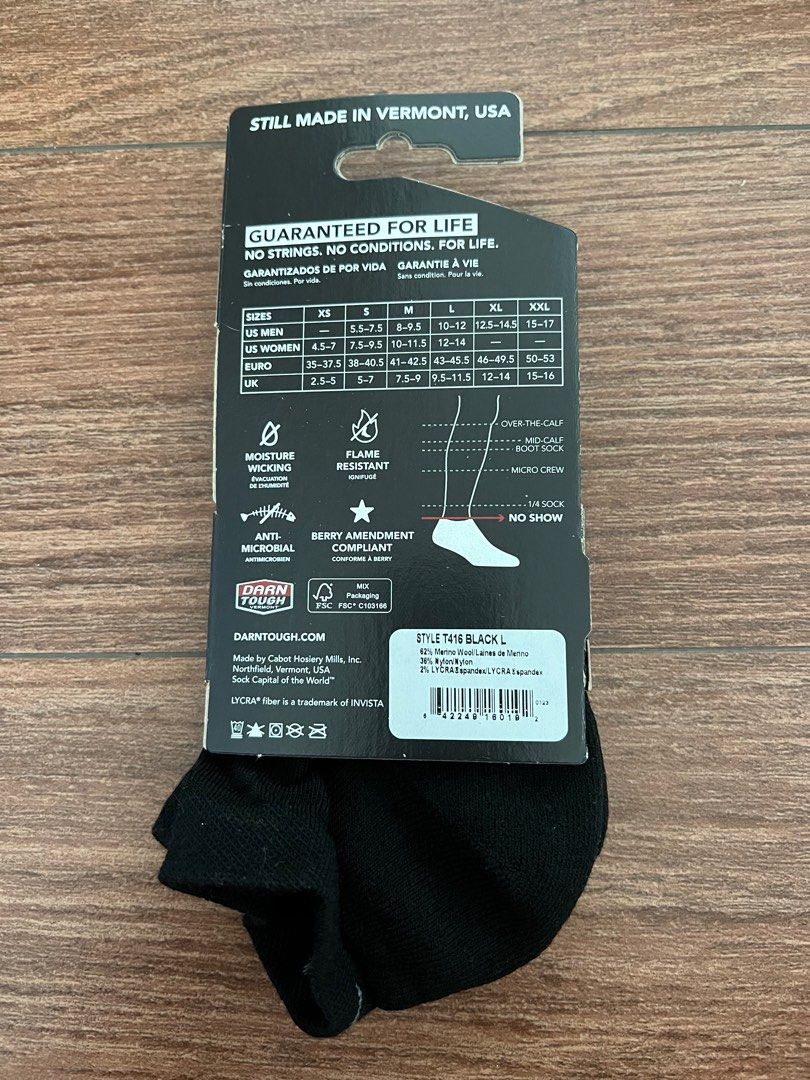 STILL MADE IN VERMONT, USA
GUARANTEED FOR LIFE
NO STRINGS. NO CONDITIONS. FOR LIFE.
GARANTIZADOS DE POR VIDA GARANTIE À VIE
Sin condiciones. Por vida. Sans condition. Pour la vie.
SIZES XS S M L XL XXL
US MEN — 5.5–7.5 8–9.5 10–12 12.5–14.5 15–17
US WOMEN 4.5–7 7.5–9.5 10–11.5 12–14 — —
EURO 35–37.5 38–40.5 41–42.5 43–45.5 46–49.5 50–53
UK 2.5–5 5–7 7.5–9 9.5–11.5 12–14 15–16
MOISTURE
WICKING
ÉVACUATION
DE L'HUMIDITÉ
FLAME
RESISTANT
IGNIFUGÉ
OVER-THE-CALF
MID-CALF
BOOT SOCK
MICRO CREW
1/4 SOCK
NO SHOW
ANTI-
MICROBIAL
ANTIMICROBIEN
BERRY AMENDMENT
COMPLIANT
CONFORME À BERRY
DARN
TOUGH
VERMONT
FSC
MIX
Packaging
FSC® C103166
DARNTOUGH.COM
Made by Cabot Hosiery Mills, Inc.
Northfield, Vermont, USA
Sock Capital of the World™
LYCRA® fiber is a trademark of INVISTA
40
STYLE T416 BLACK L
62% Merino Wool/Laines de Merino
36% Nylon/Nylon
2% LYCRA®spandex/LYCRA®spandex
0123
6 42249 16019 2